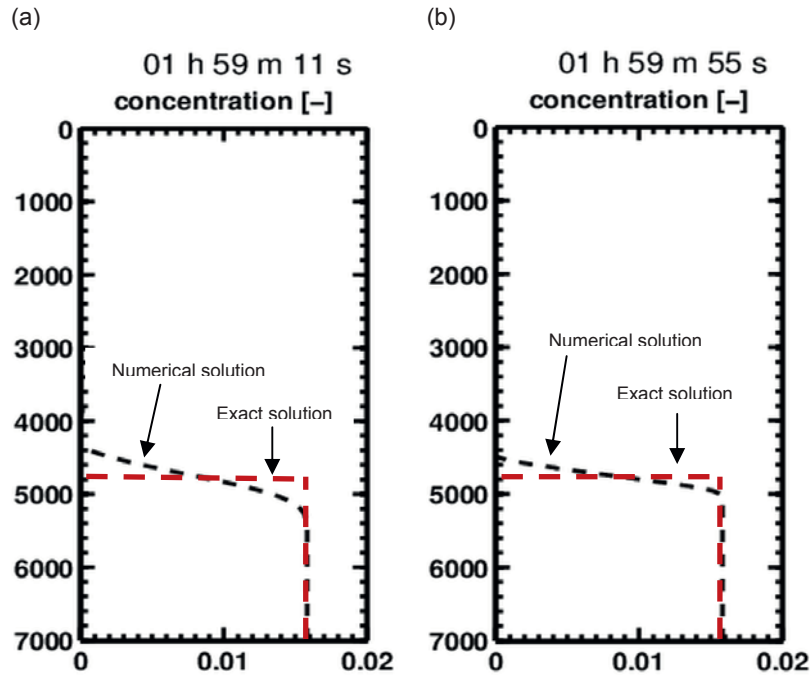 (a)
01 h 59 m 11 s
concentration [–]
0
1000
2000
3000
4000
5000
6000
7000
Numerical solution
Exact solution
0
0.01
0.02
(b)
01 h 59 m 55 s
concentration [–]
0
1000
2000
3000
4000
5000
6000
7000
Numerical solution
Exact solution
0
0.01
0.02